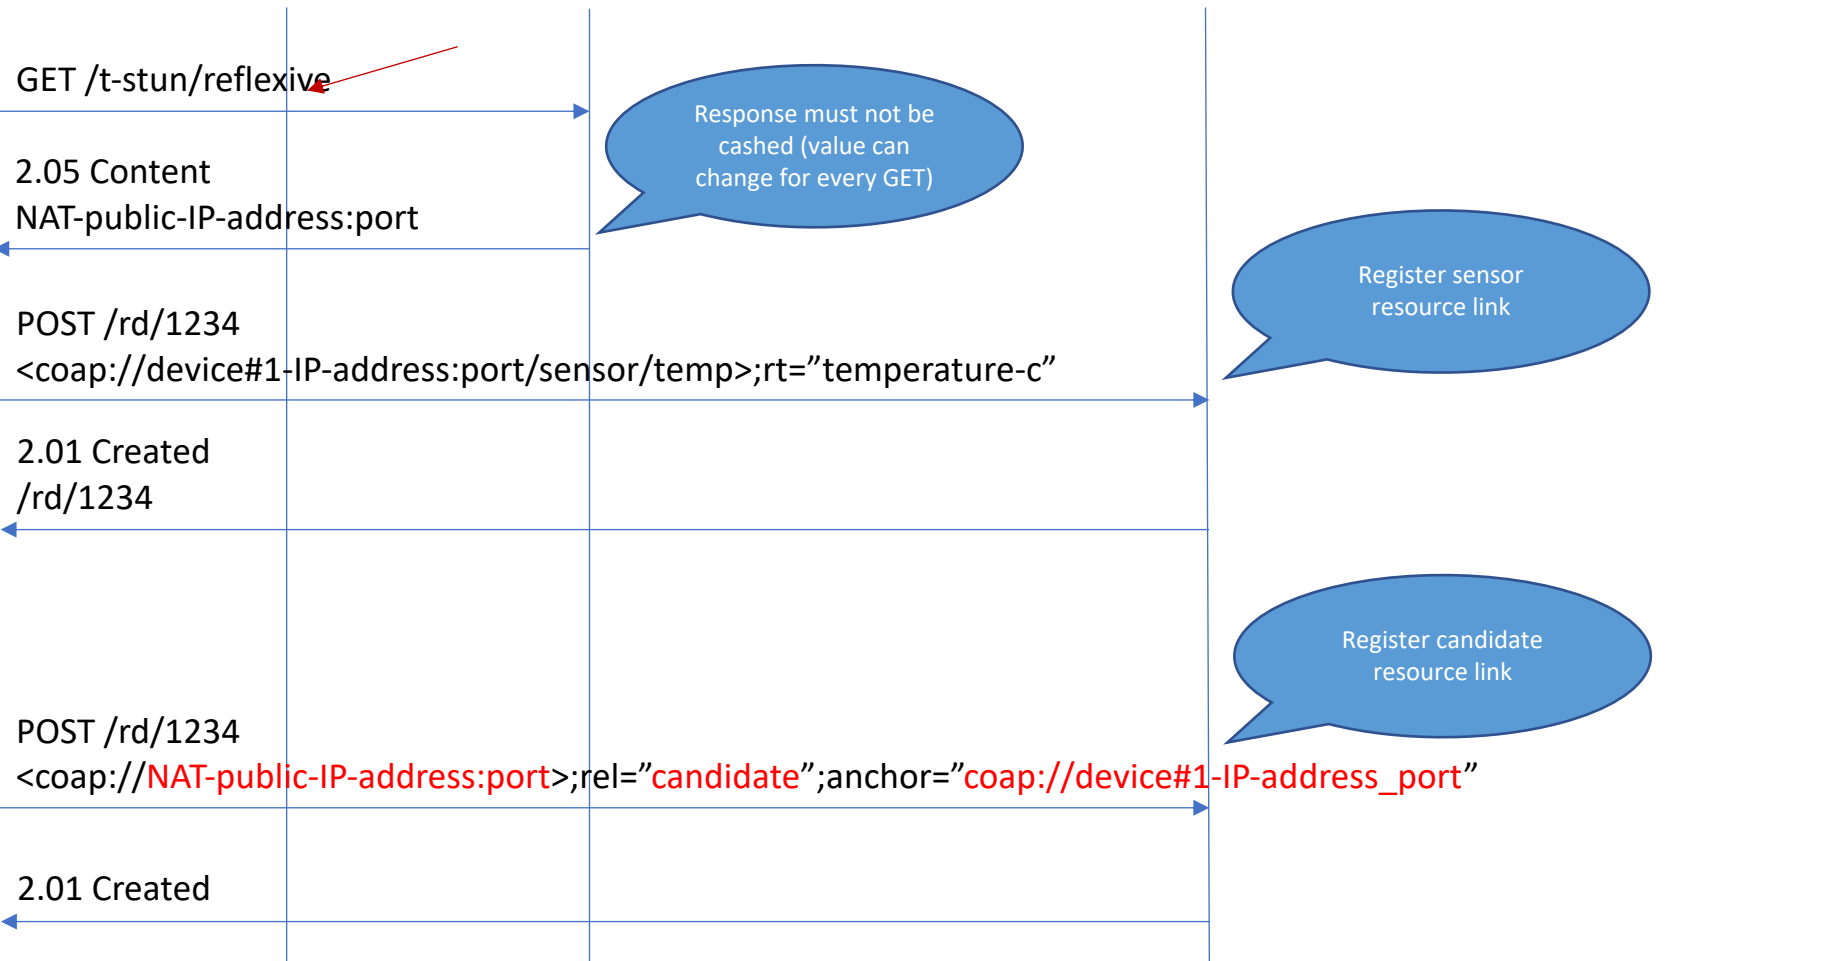 GET /t-stun/reflexive
Response must not be
cashed (value can
change for every GET)
2.05 Content
NAT-public-IP-address:port
Register sensor
resource link
POST /rd/1234
<coap://device#1-IP-address:port/sensor/temp>;rt=”temperature-c”
2.01 Created
/rd/1234
Register candidate
resource link
POST /rd/1234
<coap://NAT-public-IP-address:port>;rel=”candidate”;anchor=”coap://device#1-IP-address_port”
2.01 Created